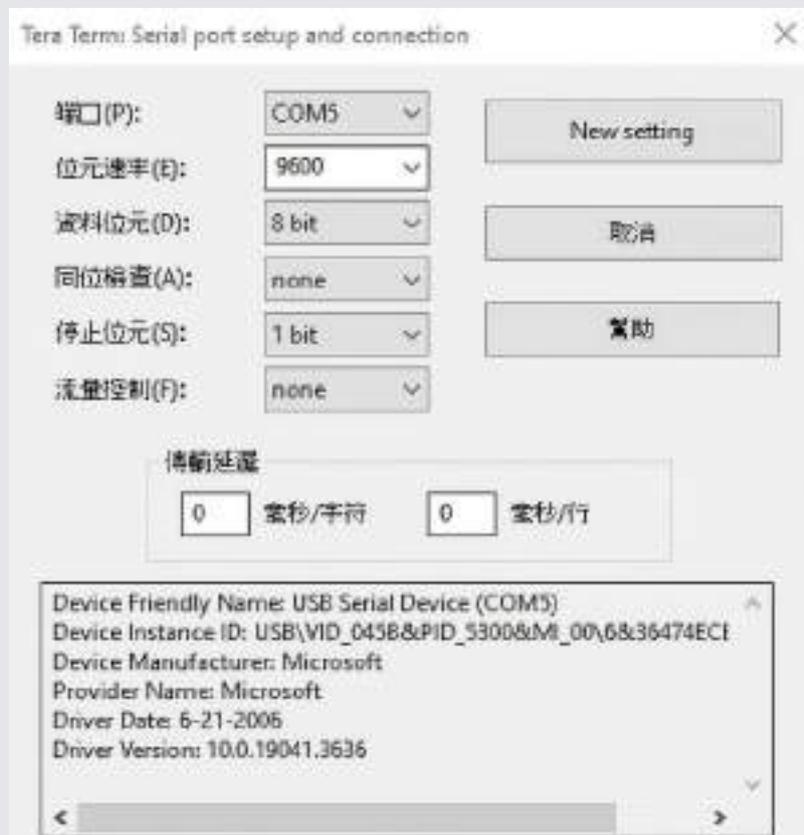 Tera Term: Serial port setup and connection
端口(P): COM5
New setting
位元速率(E): 9600
資料位元(D): 8 bit
取消
同位檢查(A): none
停止位元(S): 1 bit
幫助
流量控制(F): none
傳輸延遲
0 毫秒/字符 0 毫秒/行
Device Friendly Name: USB Serial Device (COM5)
Device Instance ID: USB\VID_045B&PID_5300&MI_00\6&36474ECE
Device Manufacturer: Microsoft
Provider Name: Microsoft
Driver Date: 6-21-2006
Driver Version: 10.0.19041.3636